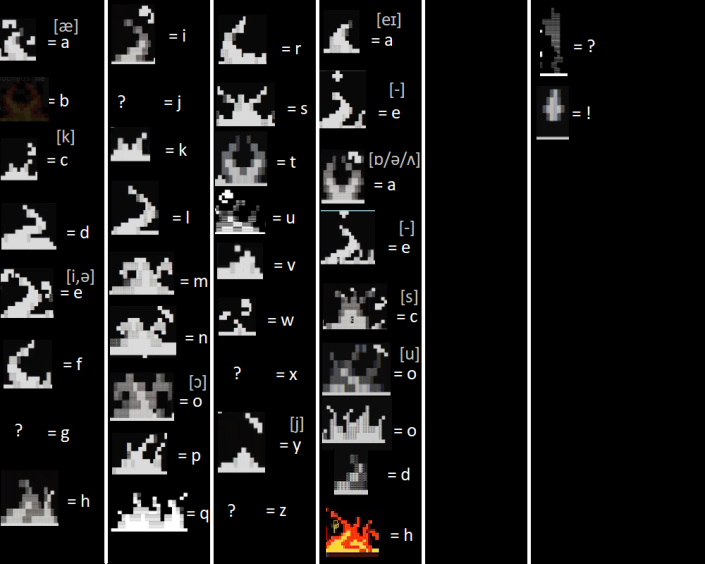 [æ]
= a
= b
[k]
= c
= d
[i,ə]
= e
= f
? = g
= h
= i
? = j
= k
= l
= m
= n
[ɔ]
= o
= p
= q
= r
= s
= t
= u
= v
= w
? = x
[j]
= y
? = z
[eɪ]
= a
[-]
= e
[ɒ/ə/ʌ]
= a
[-]
= e
[s]
= c
[u]
= o
= o
= d
= h
= ?
= !